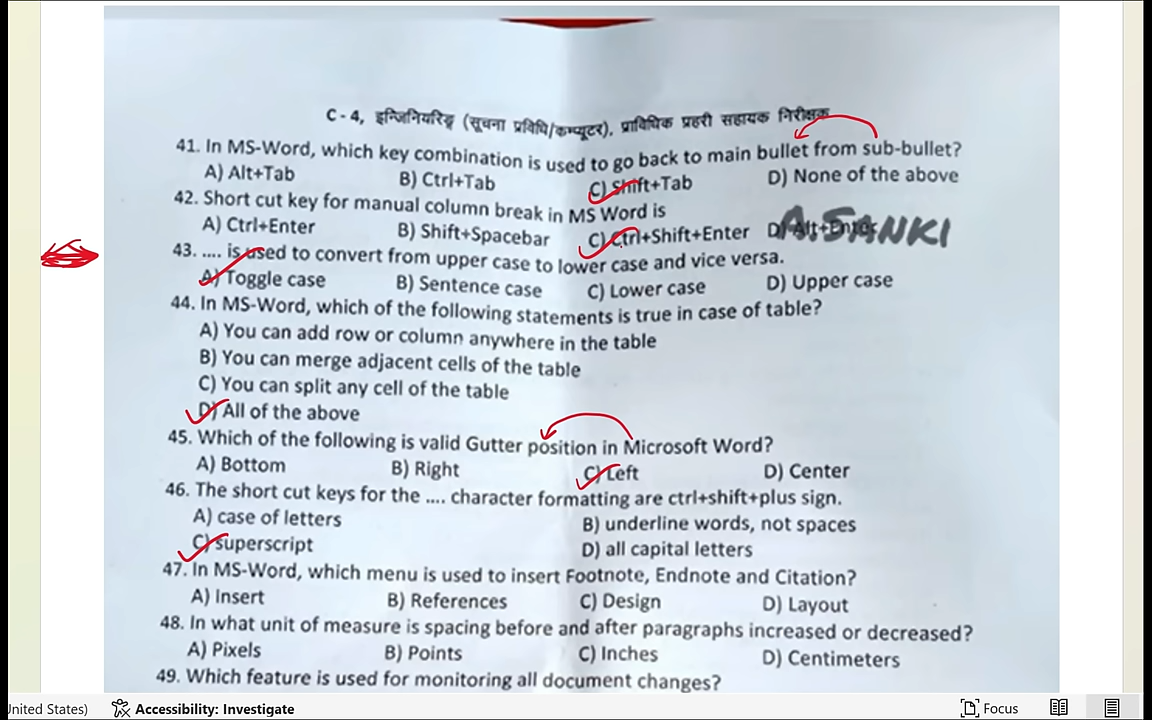 C - 4, इन्जिनियरिङ्ग (सूचना प्रविधि/कम्प्यूटर), प्राविधिक प्रहरी सहायक निरीक्षक
41. In MS-Word, which key combination is used to go back to main bullet from sub-bullet?
A) Alt+Tab B) Ctrl+Tab C) Shift+Tab D) None of the above
42. Short cut key for manual column break in MS Word is
A) Ctrl+Enter B) Shift+Spacebar C) Ctrl+Shift+Enter D) Alt+Enter
A.SANKI
43. .... is used to convert from upper case to lower case and vice versa.
A) Toggle case B) Sentence case C) Lower case D) Upper case
44. In MS-Word, which of the following statements is true in case of table?
A) You can add row or column anywhere in the table
B) You can merge adjacent cells of the table
C) You can split any cell of the table
D) All of the above
45. Which of the following is valid Gutter position in Microsoft Word?
A) Bottom B) Right C) Left D) Center
46. The short cut keys for the .... character formatting are ctrl+shift+plus sign.
A) case of letters B) underline words, not spaces
C) superscript D) all capital letters
47. In MS-Word, which menu is used to insert Footnote, Endnote and Citation?
A) Insert B) References C) Design D) Layout
48. In what unit of measure is spacing before and after paragraphs increased or decreased?
A) Pixels B) Points C) Inches D) Centimeters
49. Which feature is used for monitoring all document changes?
United States) Accessibility: Investigate Focus